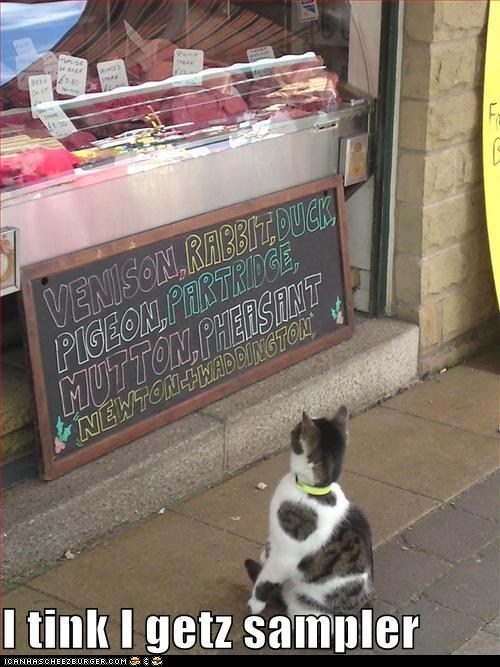 VENISON, RABBIT, DUCK,
PIGEON, PARTRIDGE,
MUTTON, PHEASANT
NEWTON + WADDINGTON
I tink I getz sampler
ICANHASCHEEZBURGER.COM